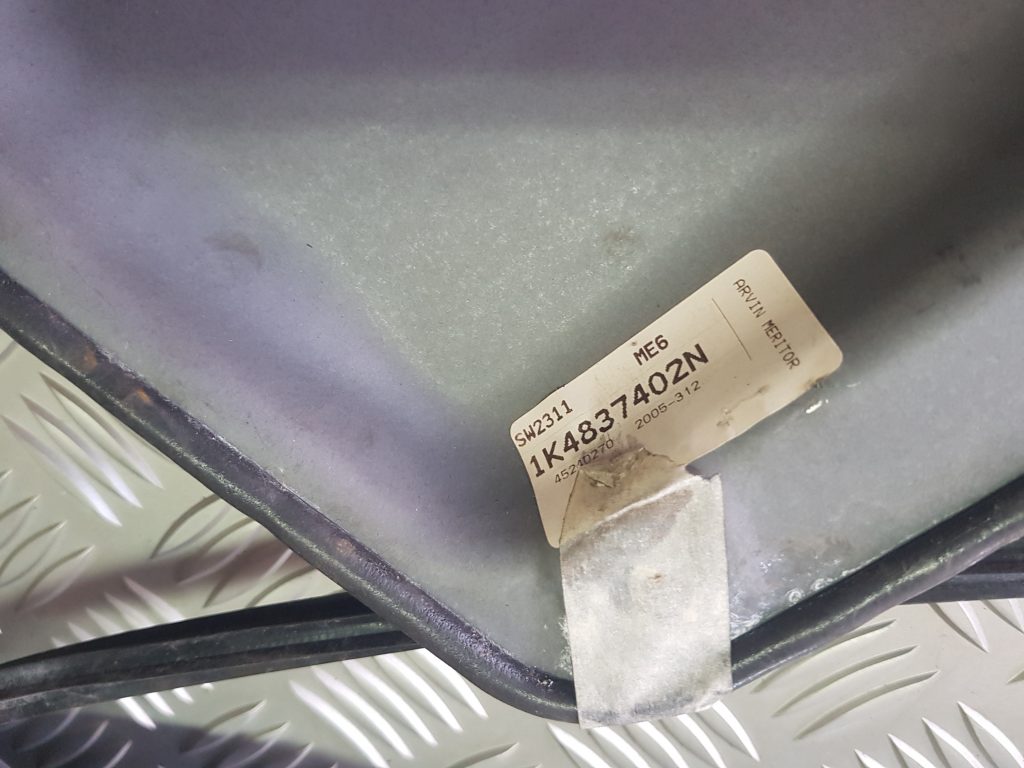 SW2311
ME6
1K4837402N
45240270 2005-312
ARVIN MERITOR